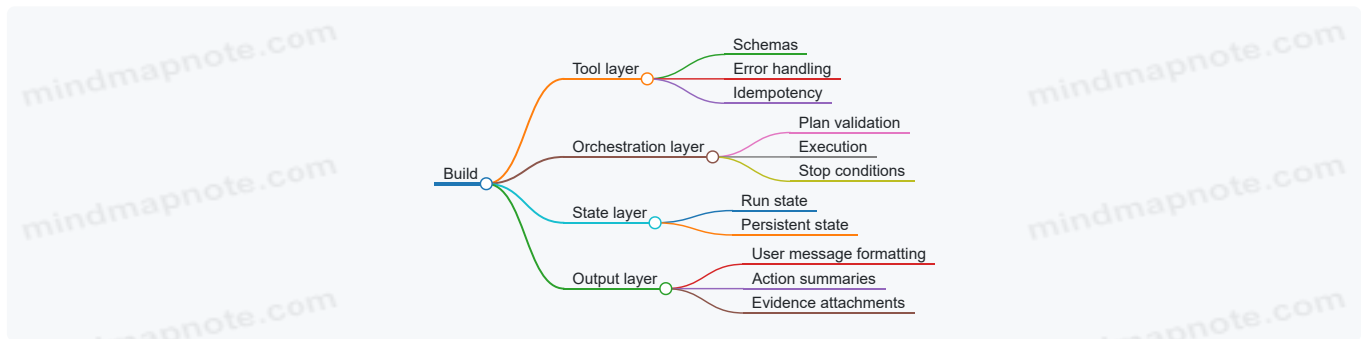 mindmapnote.com
mindmapnote.com
Schemas
Tool layer
Error handling
Idempotency
Plan validation
Orchestration layer
Execution
Stop conditions
Build
mindmapnote.com
mindmapnote.com
Run state
State layer
Persistent state
User message formatting
Output layer
Action summaries
Evidence attachments
mindmapnote.com
mindmapnote.com